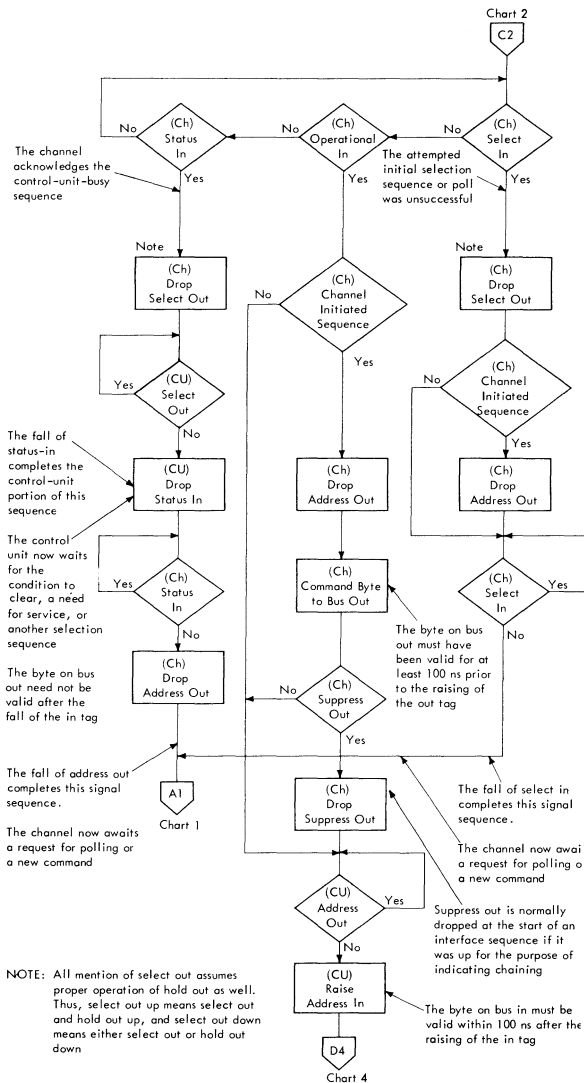 Chart 2
C2
No
(Ch)
Status
In
Yes
No
(Ch)
Operational
In
Yes
No
(Ch)
Select
In
Yes
The channel
acknowledges the
control-unit-busy
sequence
The attempted
initial selection
sequence or poll
was unsuccessful
Note
(Ch)
Drop
Select Out
No
(Ch)
Channel
Initiated
Sequence
Yes
Note
(Ch)
Drop
Select Out
Yes
(CU)
Select
Out
No
No
(Ch)
Channel
Initiated
Sequence
Yes
The fall of
status-in
completes the
control-unit
portion of this
sequence
(CU)
Drop
Status In
(Ch)
Drop
Address Out
(Ch)
Drop
Address Out
The control
unit now waits
for the
condition to
clear, a need
for service, or
another selection
sequence
Yes
(Ch)
Status
In
No
(Ch)
Command Byte
to Bus Out
(Ch)
Select
In
Yes
No
The byte on bus
out must have
been valid for at
least 100 ns prior
to the raising of
the out tag
The byte on bus
out need not be
valid after the
fall of the in tag
(Ch)
Drop
Address Out
No
(Ch)
Suppress
Out
Yes
The fall of address out
completes this signal
sequence.
The channel now awaits
a request for polling or
a new command
A1
Chart 1
(Ch)
Drop
Suppress Out
The fall of select in
completes this signal
sequence.
The channel now awai
a request for polling o
a new command
(CU)
Address
Out
Yes
No
Suppress out is normally
dropped at the start of an
interface sequence if it
was up for the purpose of
indicating chaining
NOTE: All mention of select out assumes
proper operation of hold out as well.
Thus, select out up means select out
and hold out up, and select out down
means either select out or hold out
down
(CU)
Raise
Address In
The byte on bus in must be
valid within 100 ns after the
raising of the in tag
D4
Chart 4